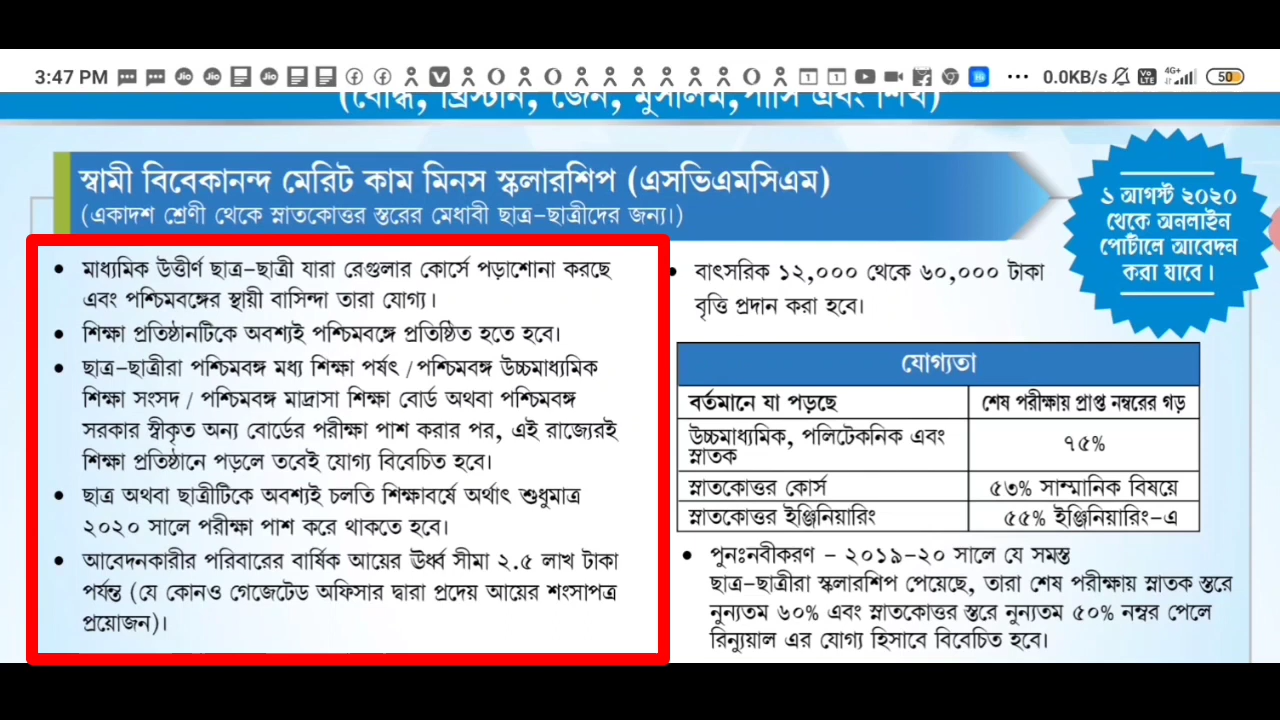 3:47 PM
0.0KB/s
4G+
50
(বৌদ্ধ, খ্রিস্টান, জৈন, মুসলিম, পার্সি এবং শিখ)
স্বামী বিবেকানন্দ মেরিট কাম মিনস স্কলারশিপ (এসভিএমসিএম)
(একাদশ শ্রেণী থেকে স্নাতকোত্তর স্তরের মেধাবী ছাত্র-ছাত্রীদের জন্য।)
১ আগস্ট ২০২০
থেকে অনলাইন
পোর্টালে আবেদন
করা যাবে।
• মাধ্যমিক উত্তীর্ণ ছাত্র-ছাত্রী যারা রেগুলার কোর্সে পড়াশোনা করছে
এবং পশ্চিমবঙ্গের স্থায়ী বাসিন্দা তারা যোগ্য।
• শিক্ষা প্রতিষ্ঠানটিকে অবশ্যই পশ্চিমবঙ্গে প্রতিষ্ঠিত হতে হবে।
• ছাত্র-ছাত্রীরা পশ্চিমবঙ্গ মধ্য শিক্ষা পর্ষৎ / পশ্চিমবঙ্গ উচ্চমাধ্যমিক
শিক্ষা সংসদ / পশ্চিমবঙ্গ মাদ্রাসা শিক্ষা বোর্ড অথবা পশ্চিমবঙ্গ
সরকার স্বীকৃত অন্য বোর্ডের পরীক্ষা পাশ করার পর, এই রাজ্যেরই
শিক্ষা প্রতিষ্ঠানে পড়লে তবেই যোগ্য বিবেচিত হবে।
• ছাত্র অথবা ছাত্রীটিকে অবশ্যই চলতি শিক্ষাবর্ষে অর্থাৎ শুধুমাত্র
২০২০ সালে পরীক্ষা পাশ করে থাকতে হবে।
• আবেদনকারীর পরিবারের বার্ষিক আয়ের ঊর্ধ্ব সীমা ২.৫ লাখ টাকা
পর্যন্ত (যে কোনও গেজেটেড অফিসার দ্বারা প্রদেয় আয়ের শংসাপত্র
প্রয়োজন)।
• বাৎসরিক ১২,০০০ থেকে ৬০,০০০ টাকা
বৃত্তি প্রদান করা হবে।
যোগ্যতা
বর্তমানে যা পড়ছে
শেষ পরীক্ষায় প্রাপ্ত নম্বরের গড়
উচ্চমাধ্যমিক, পলিটেকনিক এবং
স্নাতক
৭৫%
স্নাতকোত্তর কোর্স
৫৩% সাম্মানিক বিষয়ে
স্নাতকোত্তর ইঞ্জিনিয়ারিং
৫৫% ইঞ্জিনিয়ারিং-এ
• পুনঃনবীকরণ – ২০১৯-২০ সালে যে সমস্ত
ছাত্র-ছাত্রীরা স্কলারশিপ পেয়েছে, তারা শেষ পরীক্ষায় স্নাতক স্তরে
নুন্যতম ৬০% এবং স্নাতকোত্তর স্তরে নুন্যতম ৫০% নম্বর পেলে
রিন্যুয়াল এর যোগ্য হিসাবে বিবেচিত হবে।